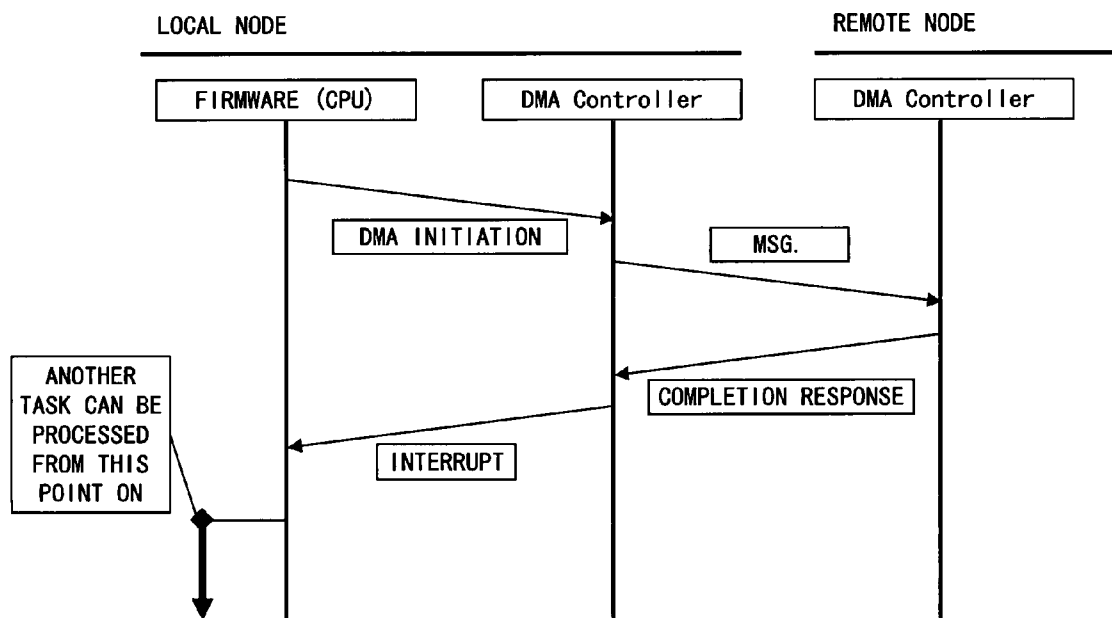 LOCAL NODE
REMOTE NODE
FIRMWARE (CPU)
DMA Controller
DMA Controller
DMA INITIATION
MSG.
COMPLETION RESPONSE
INTERRUPT
ANOTHER
TASK CAN BE
PROCESSED
FROM THIS
POINT ON